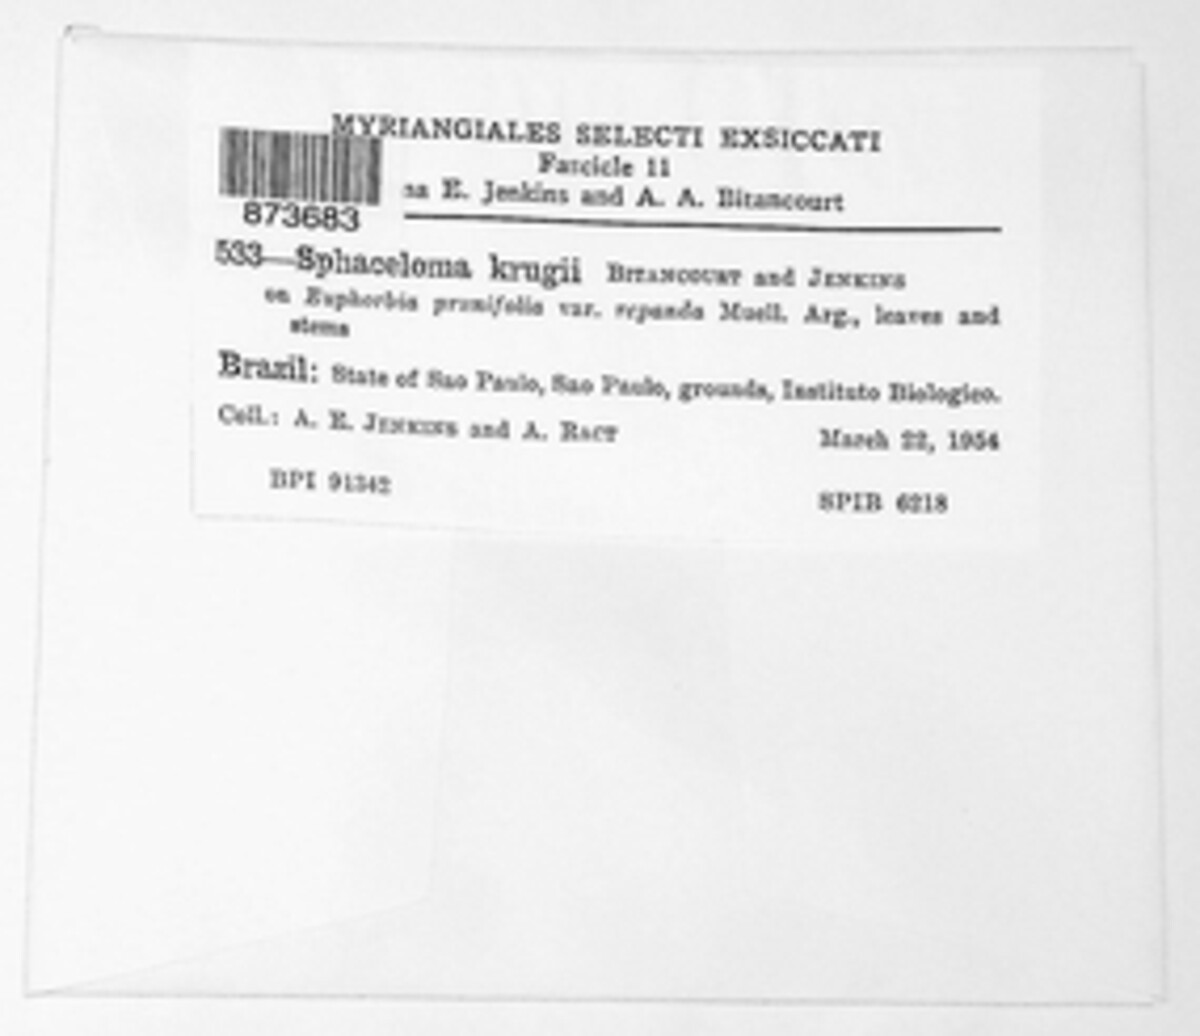 MYRIANGIALES SELECTI EXSICCATI
Fascicle 11
na E. Jenkins and A. A. Bitancourt
873683
533—Sphaceloma krugii BITANCOURT and JENKINS
on Euphorbia prunifolia var. repanda Muell. Arg., leaves and
stems
Brazil: State of Sao Paulo, Sao Paulo, grounds, Instituto Biologico.
Coll.: A. E. JENKINS and A. RACT March 22, 1954
BPI 91342 SPIB 6218